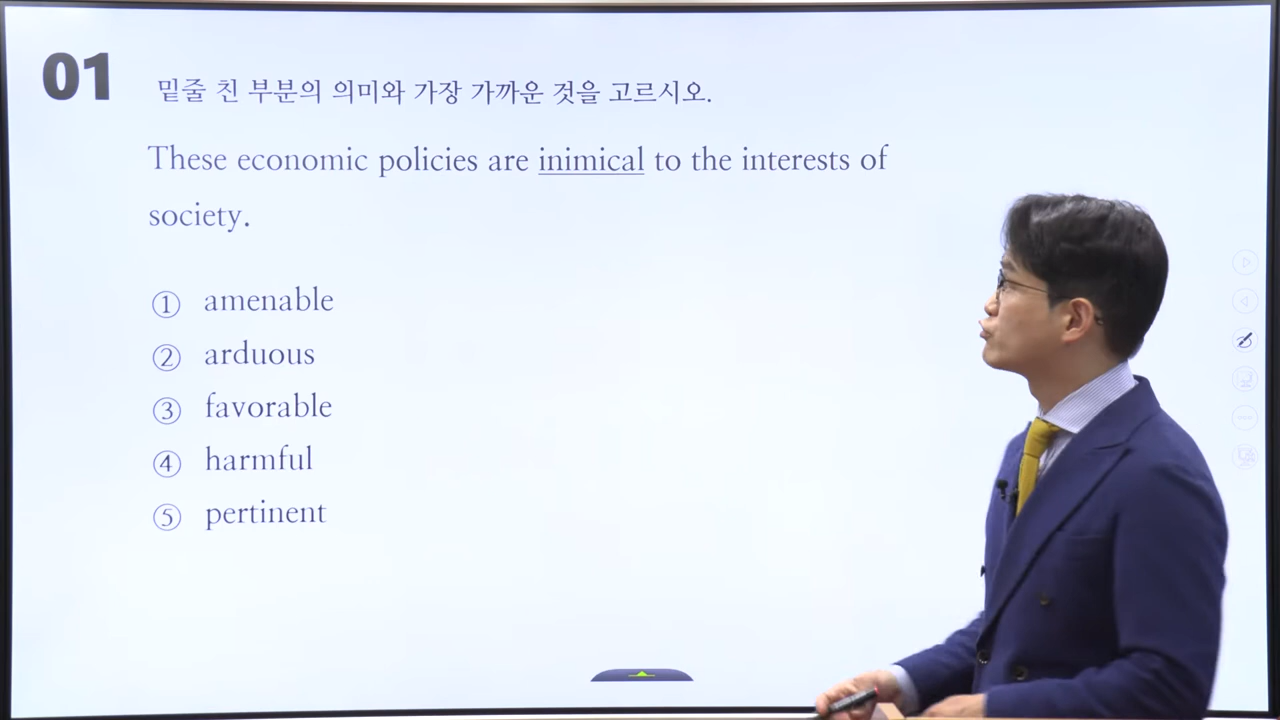 01
밑줄 친 부분의 의미와 가장 가까운 것을 고르시오.
These economic policies are inimical to the interests of
society.
① amenable
② arduous
③ favorable
④ harmful
⑤ pertinent